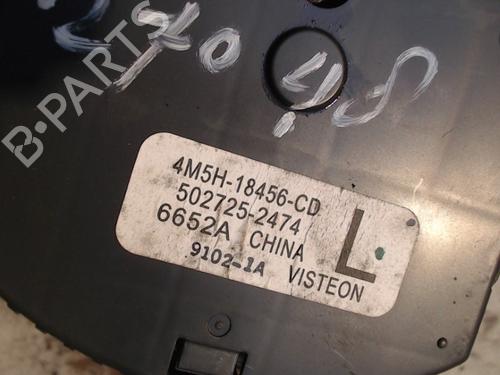 B-PARTS
4M5H-18456-CD
502725-2474
6652A CHINA
9102-1A VISTEON
L